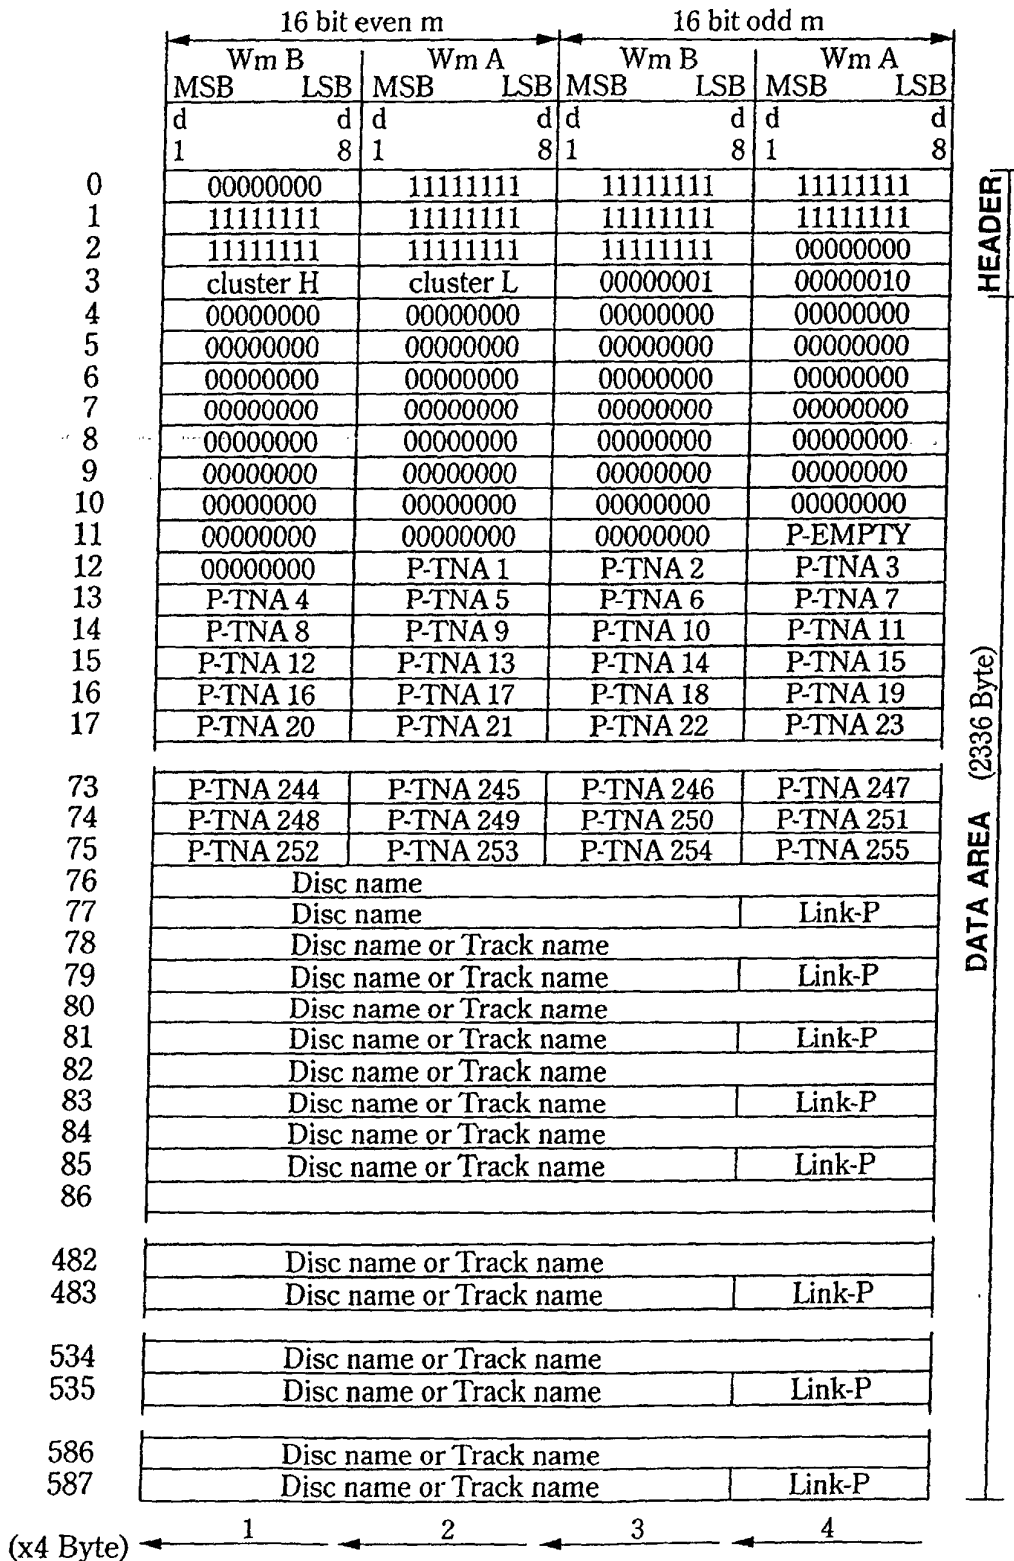 16 bit even m 16 bit odd m
Wm B Wm A Wm B Wm A
MSB LSB MSB LSB MSB LSB MSB LSB
d d d d d d d d
1 8 1 8 1 8 1 8
0 00000000 11111111 11111111 11111111
1 11111111 11111111 11111111 11111111
2 11111111 11111111 11111111 00000000
3 cluster H cluster L 00000001 00000010
HEADER
4 00000000 00000000 00000000 00000000
5 00000000 00000000 00000000 00000000
6 00000000 00000000 00000000 00000000
7 00000000 00000000 00000000 00000000
8 00000000 00000000 00000000 00000000
9 00000000 00000000 00000000 00000000
10 00000000 00000000 00000000 00000000
11 00000000 00000000 00000000 P-EMPTY
12 00000000 P-TNA 1 P-TNA 2 P-TNA 3
13 P-TNA 4 P-TNA 5 P-TNA 6 P-TNA 7
14 P-TNA 8 P-TNA 9 P-TNA 10 P-TNA 11
15 P-TNA 12 P-TNA 13 P-TNA 14 P-TNA 15
16 P-TNA 16 P-TNA 17 P-TNA 18 P-TNA 19
17 P-TNA 20 P-TNA 21 P-TNA 22 P-TNA 23
73 P-TNA 244 P-TNA 245 P-TNA 246 P-TNA 247
74 P-TNA 248 P-TNA 249 P-TNA 250 P-TNA 251
75 P-TNA 252 P-TNA 253 P-TNA 254 P-TNA 255
76 Disc name
77 Disc name Link-P
78 Disc name or Track name
79 Disc name or Track name Link-P
80 Disc name or Track name
81 Disc name or Track name Link-P
82 Disc name or Track name
83 Disc name or Track name Link-P
84 Disc name or Track name
85 Disc name or Track name Link-P
86
482 Disc name or Track name
483 Disc name or Track name Link-P
534 Disc name or Track name
535 Disc name or Track name Link-P
586 Disc name or Track name
587 Disc name or Track name Link-P
DATA AREA (2336 Byte)
(x4 Byte) 1 2 3 4